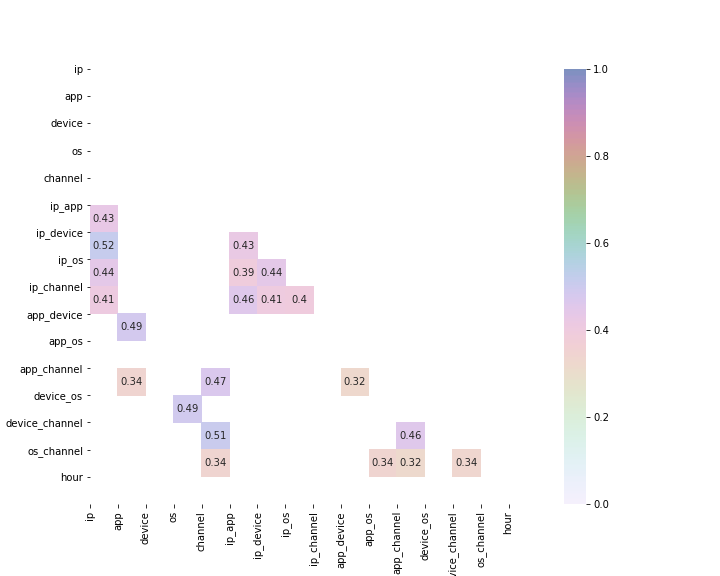 ip
app
device
os
channel
ip_app
0.43
ip_device
0.52 0.43
ip_os
0.44 0.39 0.44
ip_channel
0.41 0.46 0.41 0.4
app_device
0.49
app_os
app_channel
0.34 0.47 0.32
device_os
0.49
device_channel
0.51 0.46
os_channel
0.34 0.34 0.32 0.34
hour
1.0
0.8
0.6
0.4
0.2
0.0
ip
app
device
os
channel
ip_app
ip_device
ip_os
ip_channel
app_device
app_os
app_channel
device_os
vice_channel
os_channel
hour